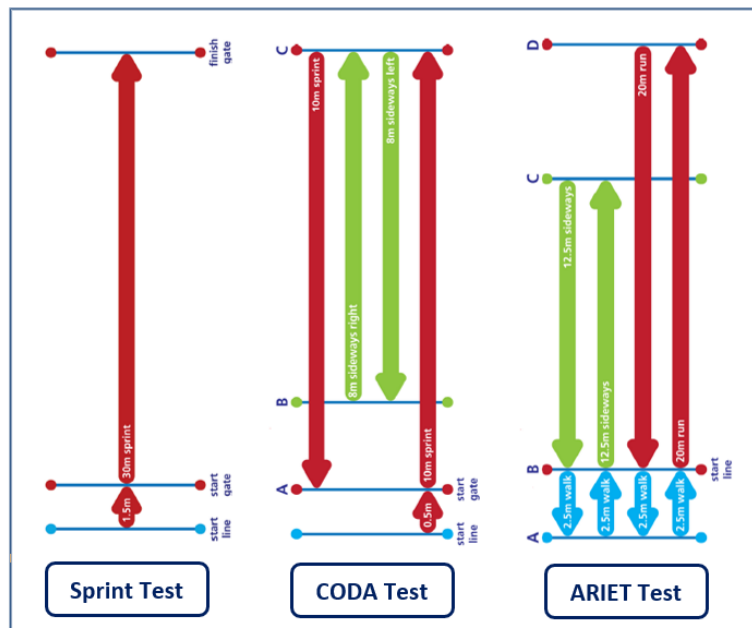 finish gate
30m sprint
start gate
1.5m
start line
Sprint Test
C
10m sprint
8m sideways left
8m sideways right
B
A
10m sprint
start gate
0.5m
start line
CODA Test
D
20m run
C
12.5m sideways
12.5m sideways
20m run
B
start line
2.5m walk
2.5m walk
2.5m walk
2.5m walk
A
ARIET Test